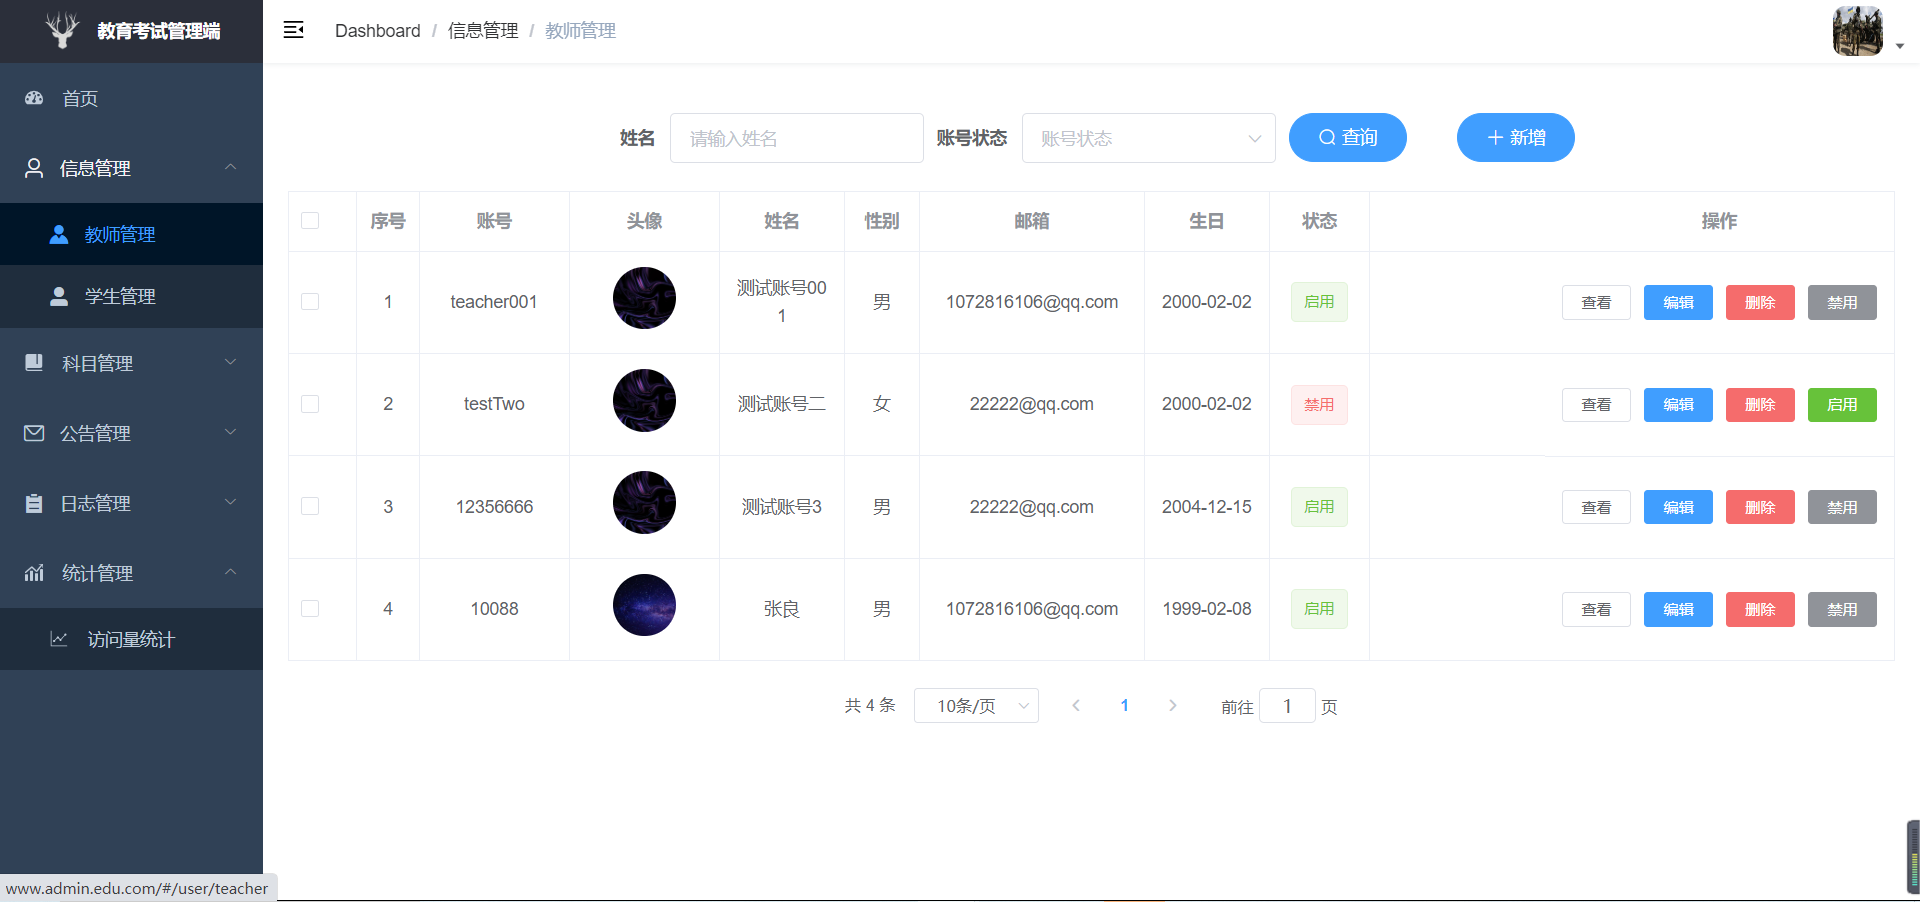 教育考试管理端
Dashboard / 信息管理 / 教师管理
首页
信息管理
教师管理
学生管理
科目管理
公告管理
日志管理
统计管理
访问量统计
姓名 请输入姓名 账号状态 账号状态 查询 新增
序号 账号 头像 姓名 性别 邮箱 生日 状态 操作
1 teacher001 测试账号00
1 男 1072816106@qq.com 2000-02-02 启用 查看 编辑 删除 禁用
2 testTwo 测试账号二 女 22222@qq.com 2000-02-02 禁用 查看 编辑 删除 启用
3 12356666 测试账号3 男 22222@qq.com 2004-12-15 启用 查看 编辑 删除 禁用
4 10088 张良 男 1072816106@qq.com 1999-02-08 启用 查看 编辑 删除 禁用
共 4 条 10条/页 1 前往 1 页
www.admin.edu.com/#/user/teacher